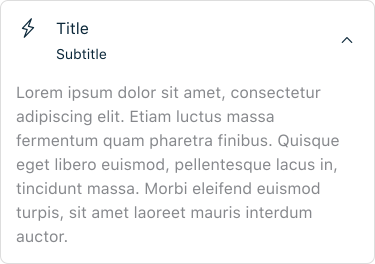 Title
Subtitle
Lorem ipsum dolor sit amet, consectetur
adipiscing elit. Etiam luctus massa
fermentum quam pharetra finibus. Quisque
eget libero euismod, pellentesque lacus in,
tincidunt massa. Morbi eleifend euismod
turpis, sit amet laoreet mauris interdum
auctor.